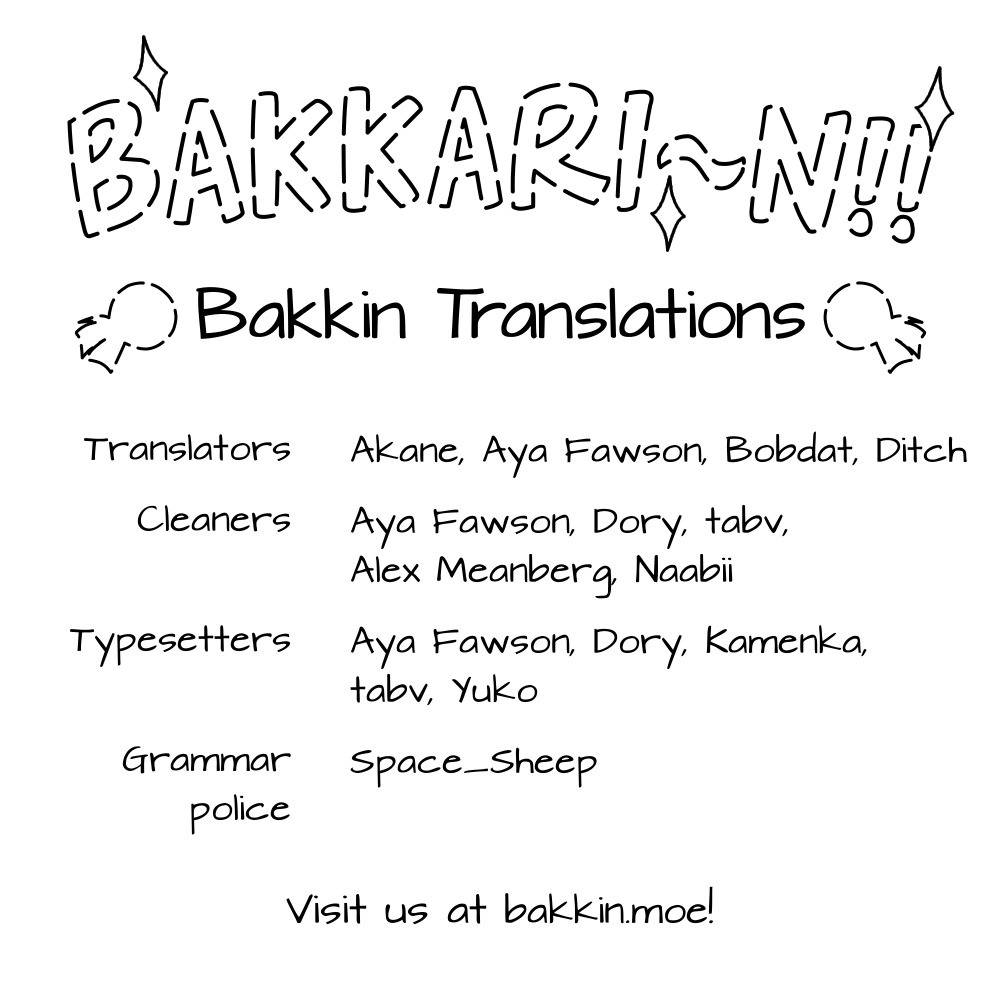 BAKKARI~N!!
Bakkin Translations
Translators Akane, Aya Fawson, Bobdat, Ditch
Cleaners Aya Fawson, Dory, tabv,
Alex Meanberg, Naabii
Typesetters Aya Fawson, Dory, Kamenka,
tabv, Yuko
Grammar Space_Sheep
police
Visit us at bakkin.moe!